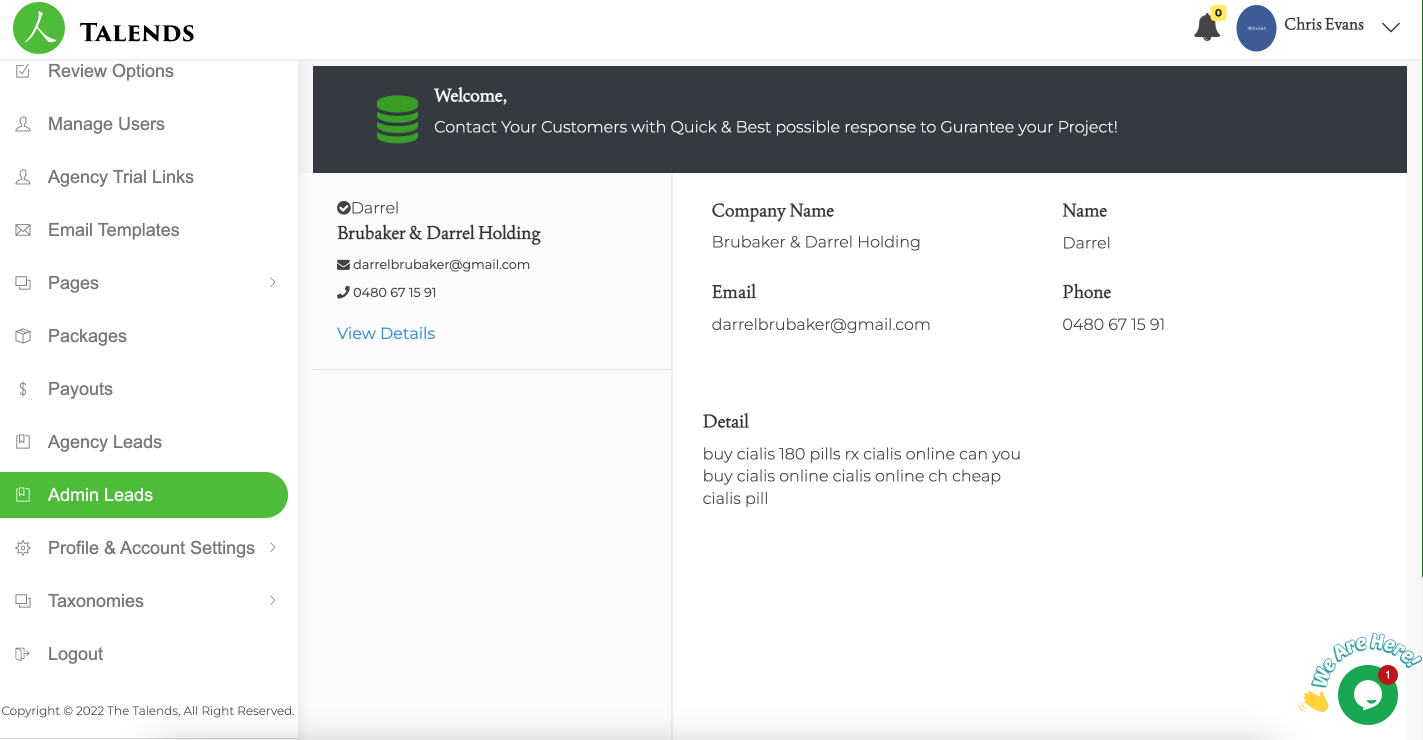 TALENDS
0
Chris Evans
Review Options
Manage Users
Agency Trial Links
Email Templates
Pages
Packages
$ Payouts
Agency Leads
Admin Leads
Profile & Account Settings
Taxonomies
Logout
Copyright © 2022 The Talends, All Right Reserved.
Welcome,
Contact Your Customers with Quick & Best possible response to Gurantee your Project!
Darrel
Brubaker & Darrel Holding
darrelbrubaker@gmail.com
0480 67 15 91
View Details
Company Name
Brubaker & Darrel Holding
Name
Darrel
Email
darrelbrubaker@gmail.com
Phone
0480 67 15 91
Detail
buy cialis 180 pills rx cialis online can you
buy cialis online cialis online ch cheap
cialis pill
We Are Here!
1